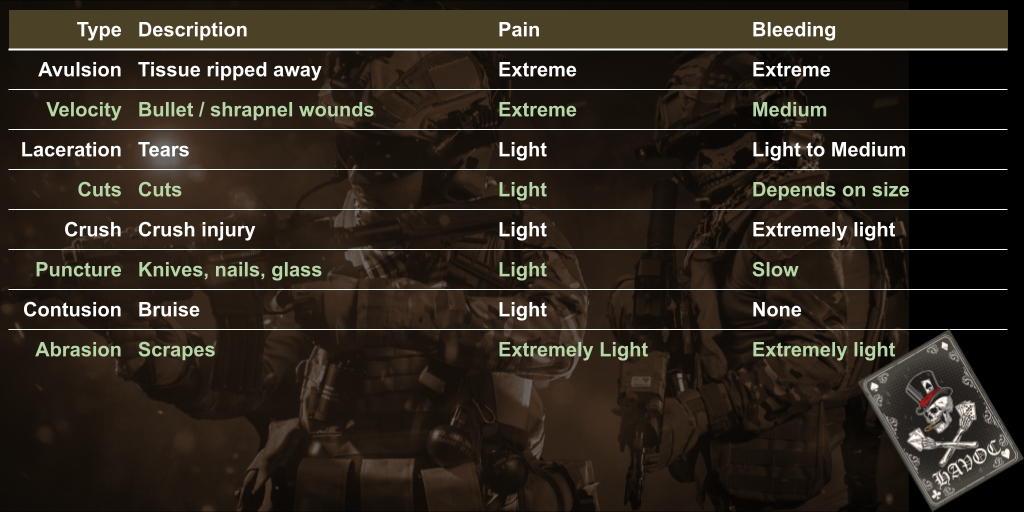 Type Description Pain Bleeding
Avulsion Tissue ripped away Extreme Extreme
Velocity Bullet / shrapnel wounds Extreme Medium
Laceration Tears Light Light to Medium
Cuts Cuts Light Depends on size
Crush Crush injury Light Extremely light
Puncture Knives, nails, glass Light Slow
Contusion Bruise Light None
Abrasion Scrapes Extremely Light Extremely light
HAVOC